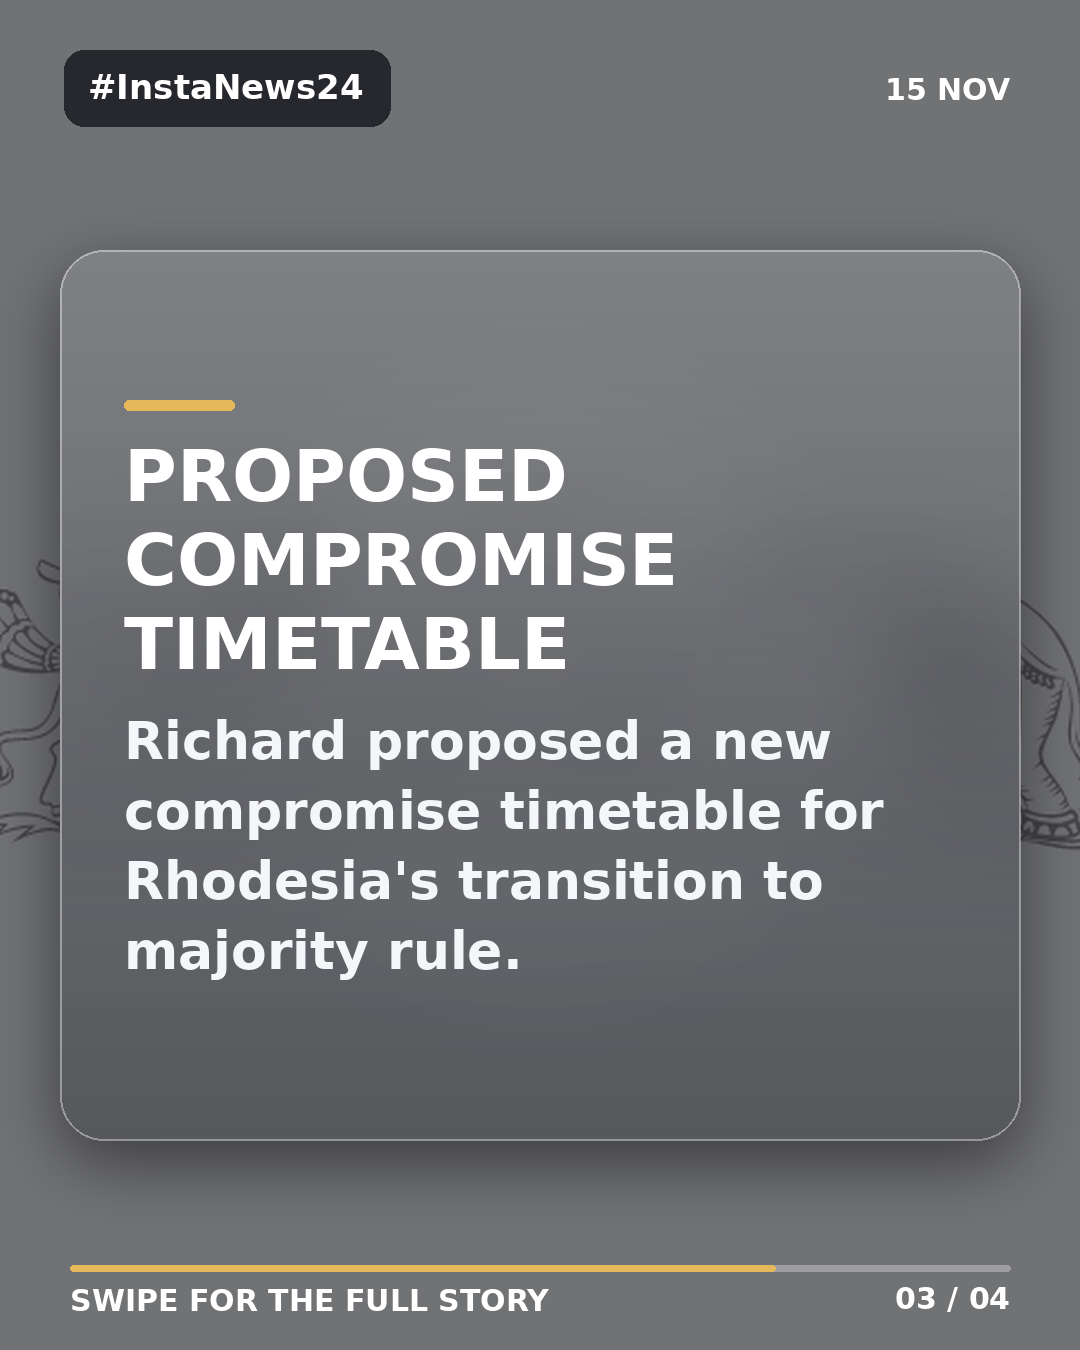 #InstaNews24
15 NOV
PROPOSED
COMPROMISE
TIMETABLE
Richard proposed a new
compromise timetable for
Rhodesia's transition to
majority rule.
SWIPE FOR THE FULL STORY
03 / 04